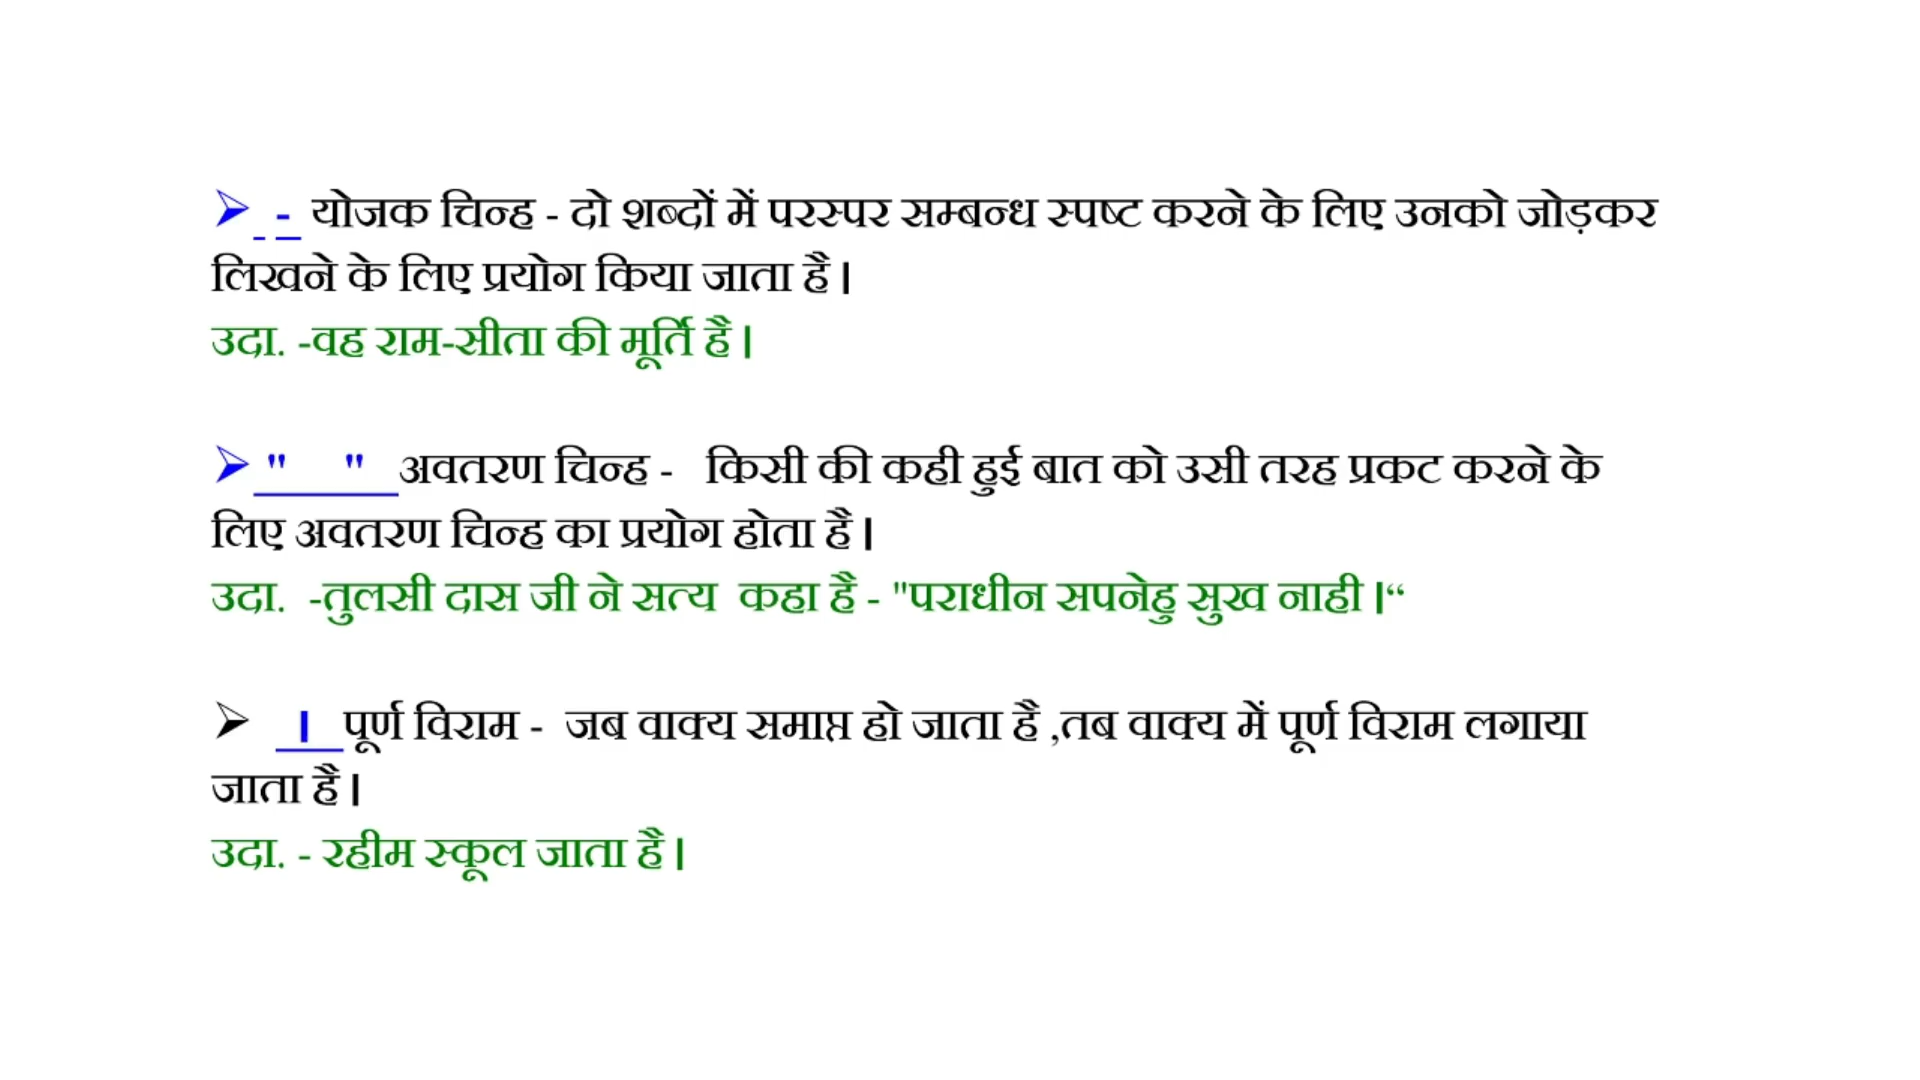 ➢ - योजक चिन्ह - दो शब्दों में परस्पर सम्बन्ध स्पष्ट करने के लिए उनको जोड़कर
लिखने के लिए प्रयोग किया जाता है।
उदा. -वह राम-सीता की मूर्ति है।
➢ "    " अवतरण चिन्ह - किसी की कही हुई बात को उसी तरह प्रकट करने के
लिए अवतरण चिन्ह का प्रयोग होता है।
उदा. -तुलसी दास जी ने सत्य कहा है - "पराधीन सपनेहु सुख नाही।“
➢ । पूर्ण विराम - जब वाक्य समाप्त हो जाता है ,तब वाक्य में पूर्ण विराम लगाया
जाता है।
उदा. - रहीम स्कूल जाता है।